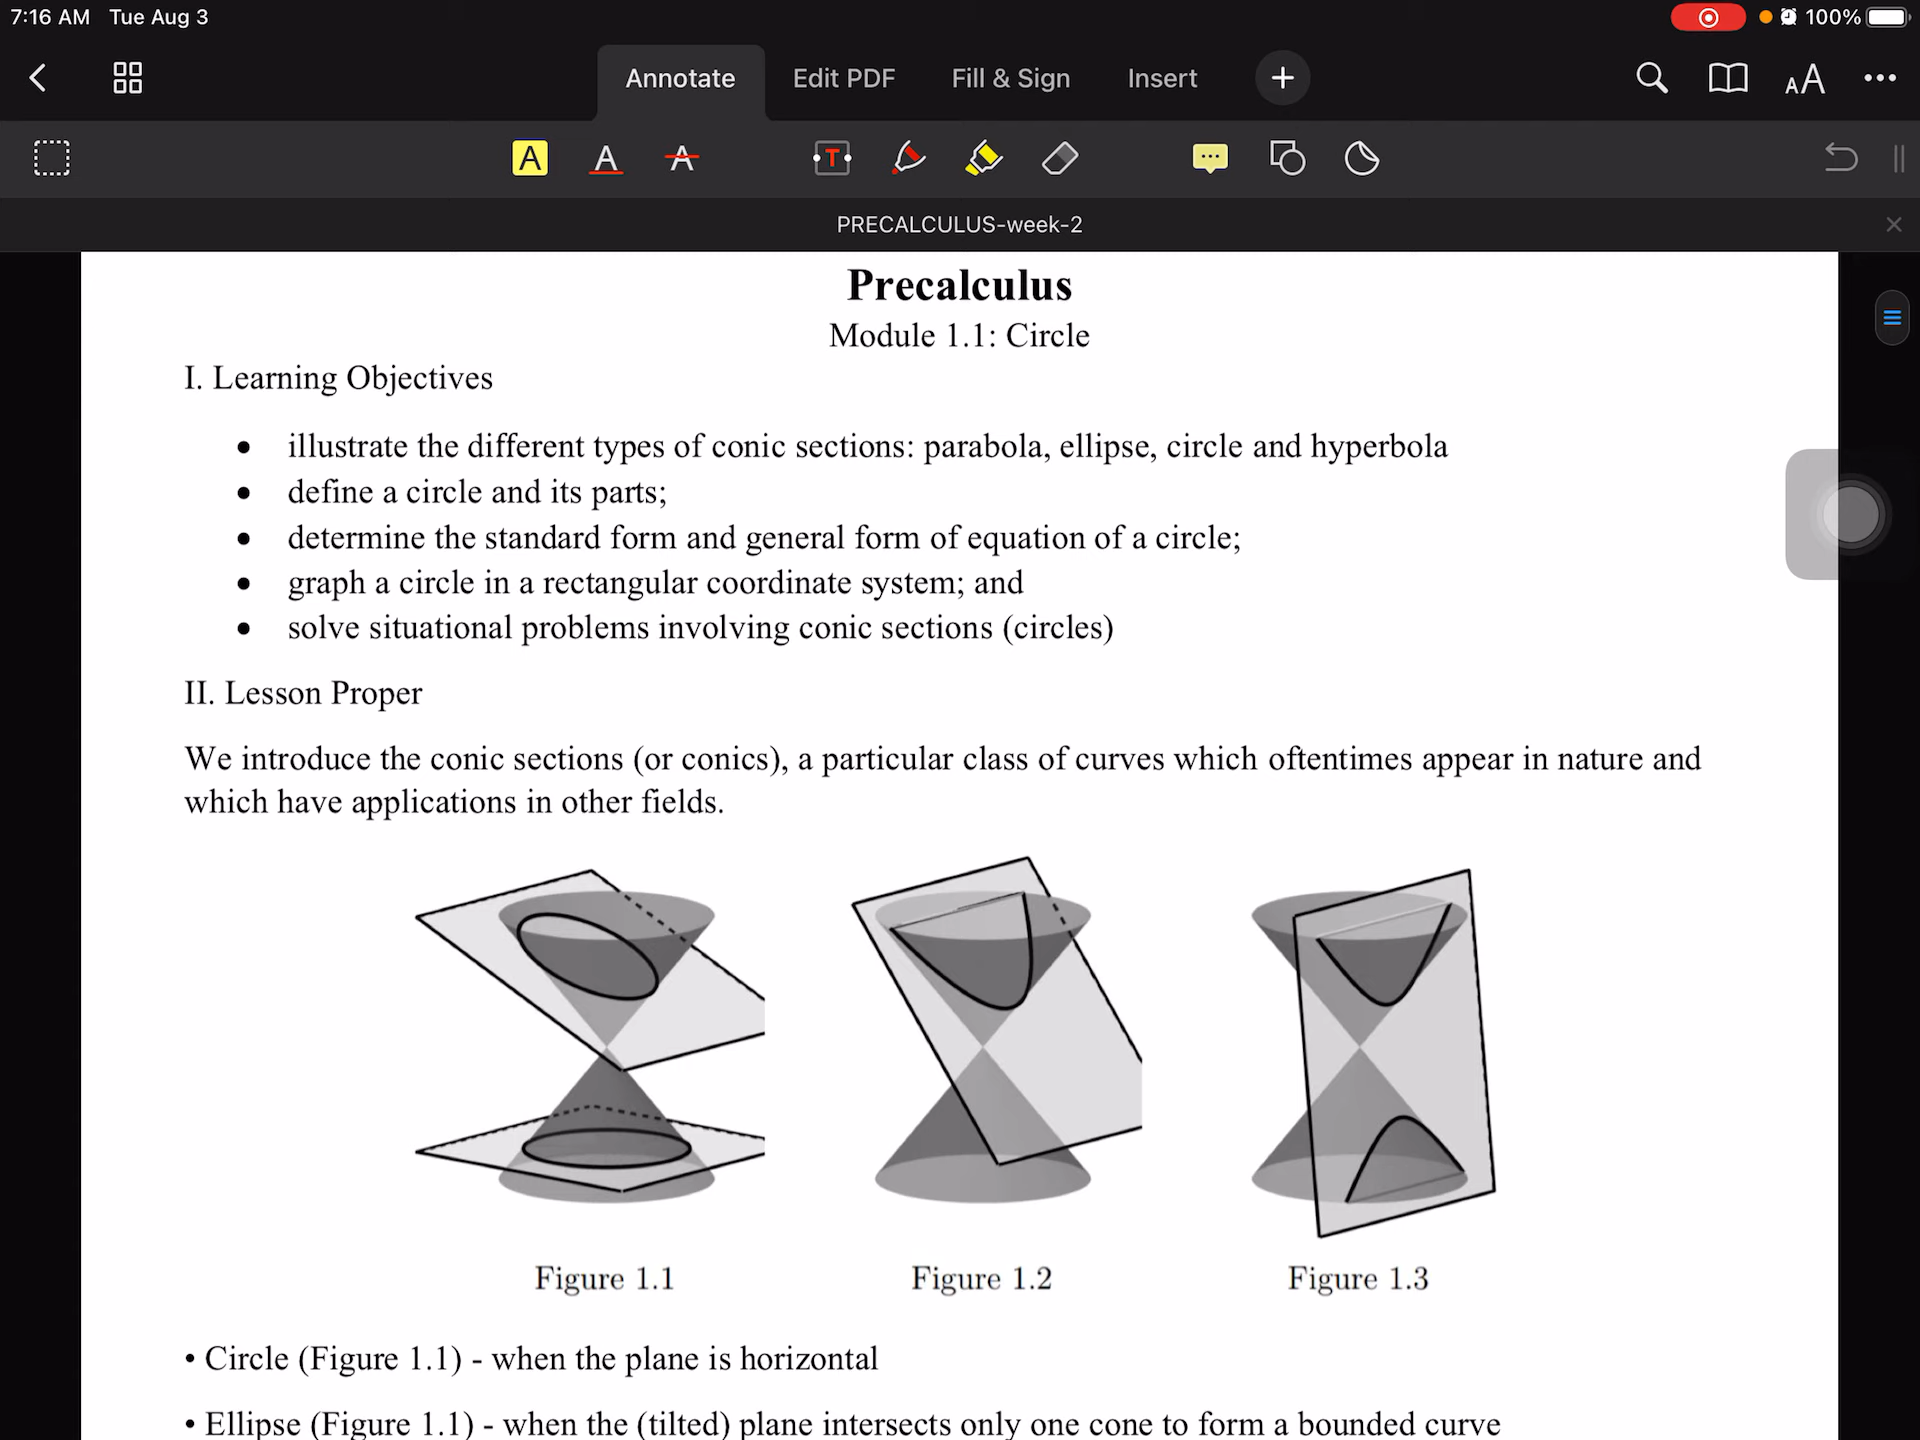 7:16 AM Tue Aug 3
100%
Annotate Edit PDF Fill & Sign Insert
AA
A A A T
PRECALCULUS-week-2
Precalculus
Module 1.1: Circle
I. Learning Objectives
• illustrate the different types of conic sections: parabola, ellipse, circle and hyperbola
• define a circle and its parts;
• determine the standard form and general form of equation of a circle;
• graph a circle in a rectangular coordinate system; and
• solve situational problems involving conic sections (circles)
II. Lesson Proper
We introduce the conic sections (or conics), a particular class of curves which oftentimes appear in nature and
which have applications in other fields.
Figure 1.1 Figure 1.2 Figure 1.3
• Circle (Figure 1.1) - when the plane is horizontal
• Ellipse (Figure 1.1) - when the (tilted) plane intersects only one cone to form a bounded curve